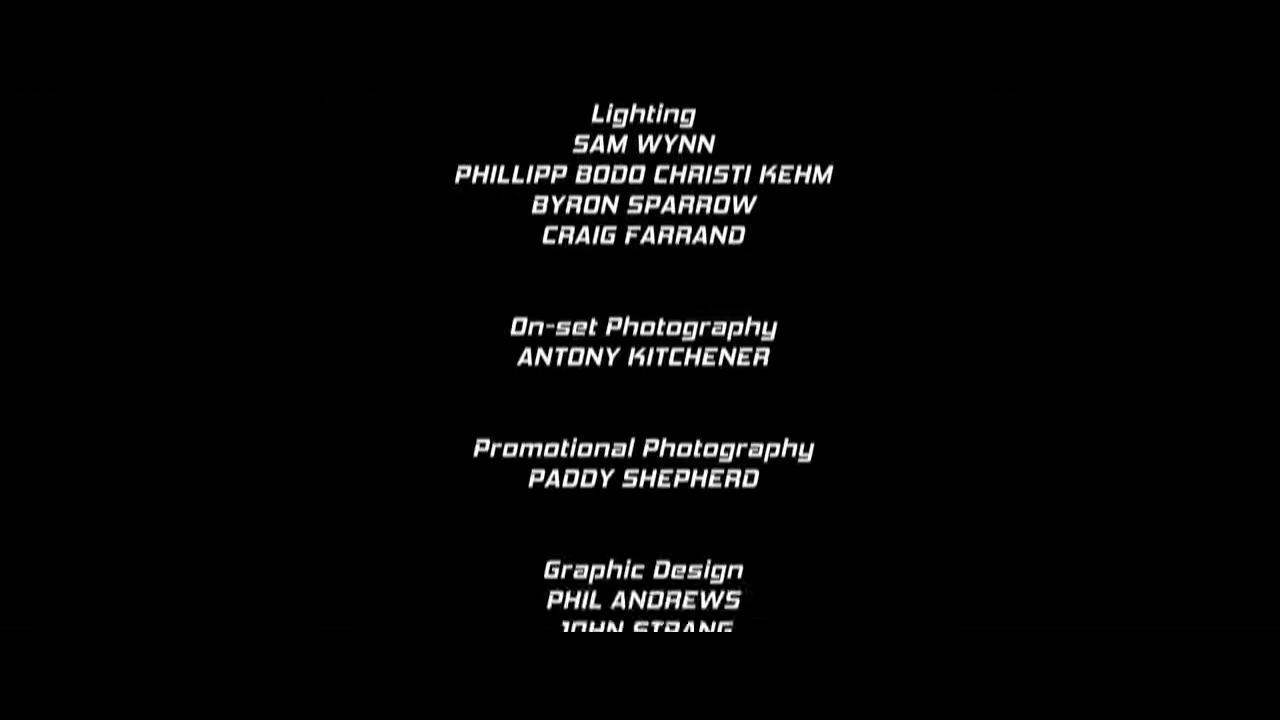 Lighting
SAM WYNN
PHILLIPP BODO CHRISTI KEHM
BYRON SPARROW
CRAIG FARRAND
On-set Photography
ANTONY KITCHENER
Promotional Photography
PADDY SHEPHERD
Graphic Design
PHIL ANDREWS
JOHN STRANG